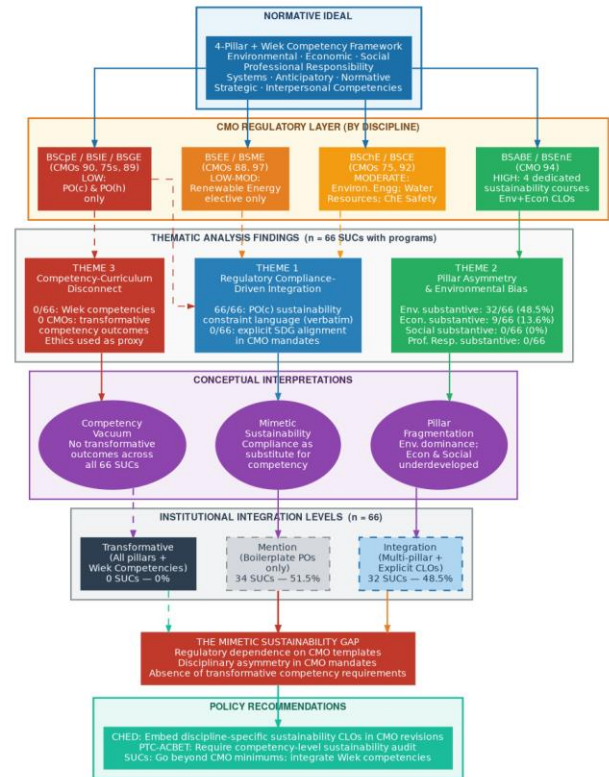 NORMATIVE IDEAL
4-Pillar + Wiek Competency Framework
Environmental · Economic · Social
Professional Responsibility
Systems · Anticipatory · Normative
Strategic · Interpersonal Competencies
CMO REGULATORY LAYER (BY DISCIPLINE)
BSCpE / BSIE / BSGE
(CMOs 90, 75s, 89)
LOW:
PO(c) & PO(h)
only
BSEE / BSME
(CMOs 88, 97)
LOW-MOD:
Renewable Energy
elective only
BSChE / BSCE
(CMOs 75, 92)
MODERATE:
Environ. Engg; Water
Resources; ChE Safety
BSABE / BSEnE
(CMO 94)
HIGH: 4 dedicated
sustainability courses
Env+Econ CLOs
THEMATIC ANALYSIS FINDINGS (n = 66 SUCs with programs)
THEME 3
Competency-Curriculum
Disconnect
0/66: Wiek competencies
0 CMOs: transformative
competency outcomes
Ethics used as proxy
THEME 1
Regulatory Compliance-
Driven Integration
66/66: PO(c) sustainability
constraint language (verbatim)
0/66: explicit SDG alignment
in CMO mandates
THEME 2
Pillar Asymmetry
& Environmental Bias
Env. substantive: 32/66 (48.5%)
Econ. substantive: 9/66 (13.6%)
Social substantive: 0/66 (0%)
Prof. Resp. substantive: 0/66
CONCEPTUAL INTERPRETATIONS
Competency
Vacuum
No transformative
outcomes across
all 66 SUCs
Mimetic
Sustainability
Compliance as
substitute for
competency
Pillar
Fragmentation
Env. dominance;
Econ & Social
underdeveloped
INSTITUTIONAL INTEGRATION LEVELS (n = 66)
Transformative
(All pillars +
Wiek Competencies)
0 SUCs — 0%
Mention
(Boilerplate POs
only)
34 SUCs — 51.5%
Integration
(Multi-pillar +
Explicit CLOs)
32 SUCs — 48.5%
THE MIMETIC SUSTAINABILITY GAP
Regulatory dependence on CMO templates
Disciplinary asymmetry in CMO mandates
Absence of transformative competency requirements
POLICY RECOMMENDATIONS
CHED: Embed discipline-specific sustainability CLOs in CMO revisions
PTC-ACBET: Require competency-level sustainability audit
SUCs: Go beyond CMO minimums; integrate Wiek competencies